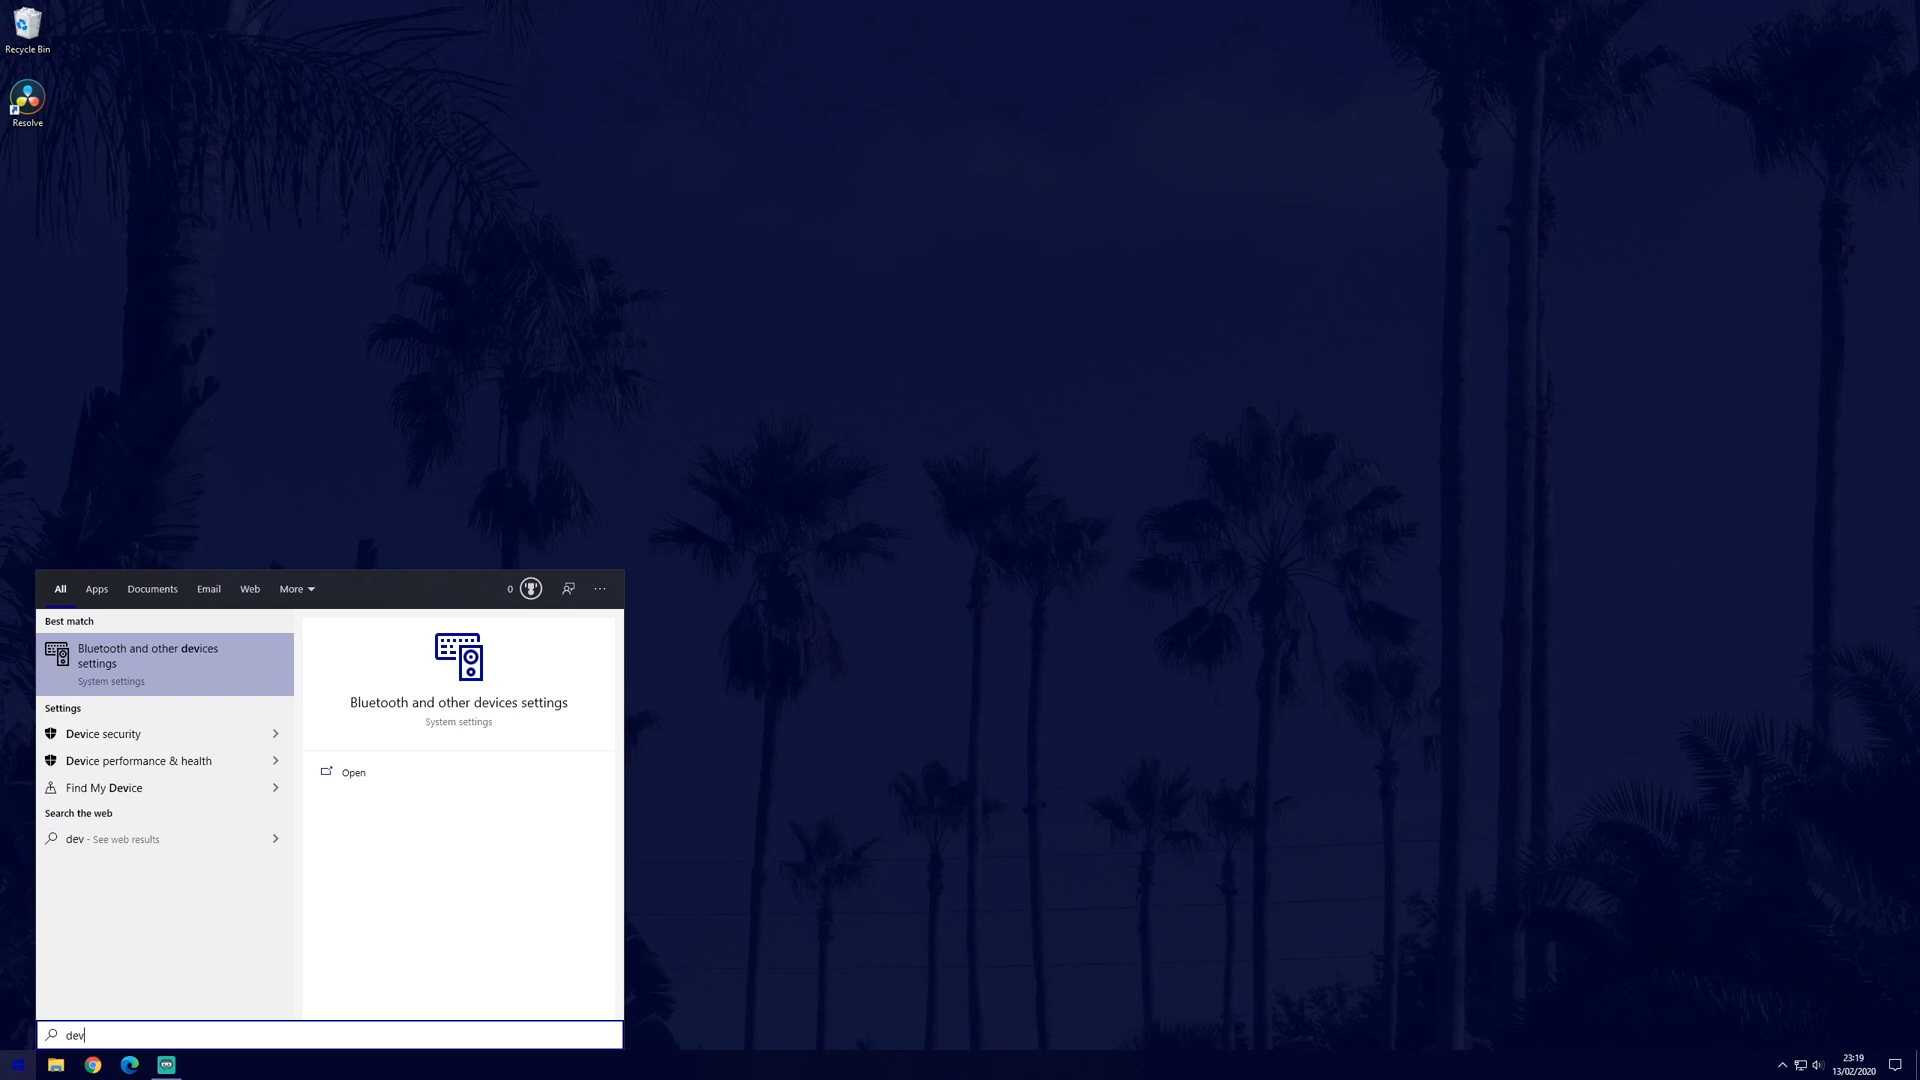 Recycle Bin
Resolve
All Apps Documents Email Web More 0 ...
Best match
Bluetooth and other devices
settings
System settings
Settings
Device security
Device performance & health
Find My Device
Search the web
dev - See web results
Bluetooth and other devices settings
System settings
Open
dev
23:19
13/02/2020